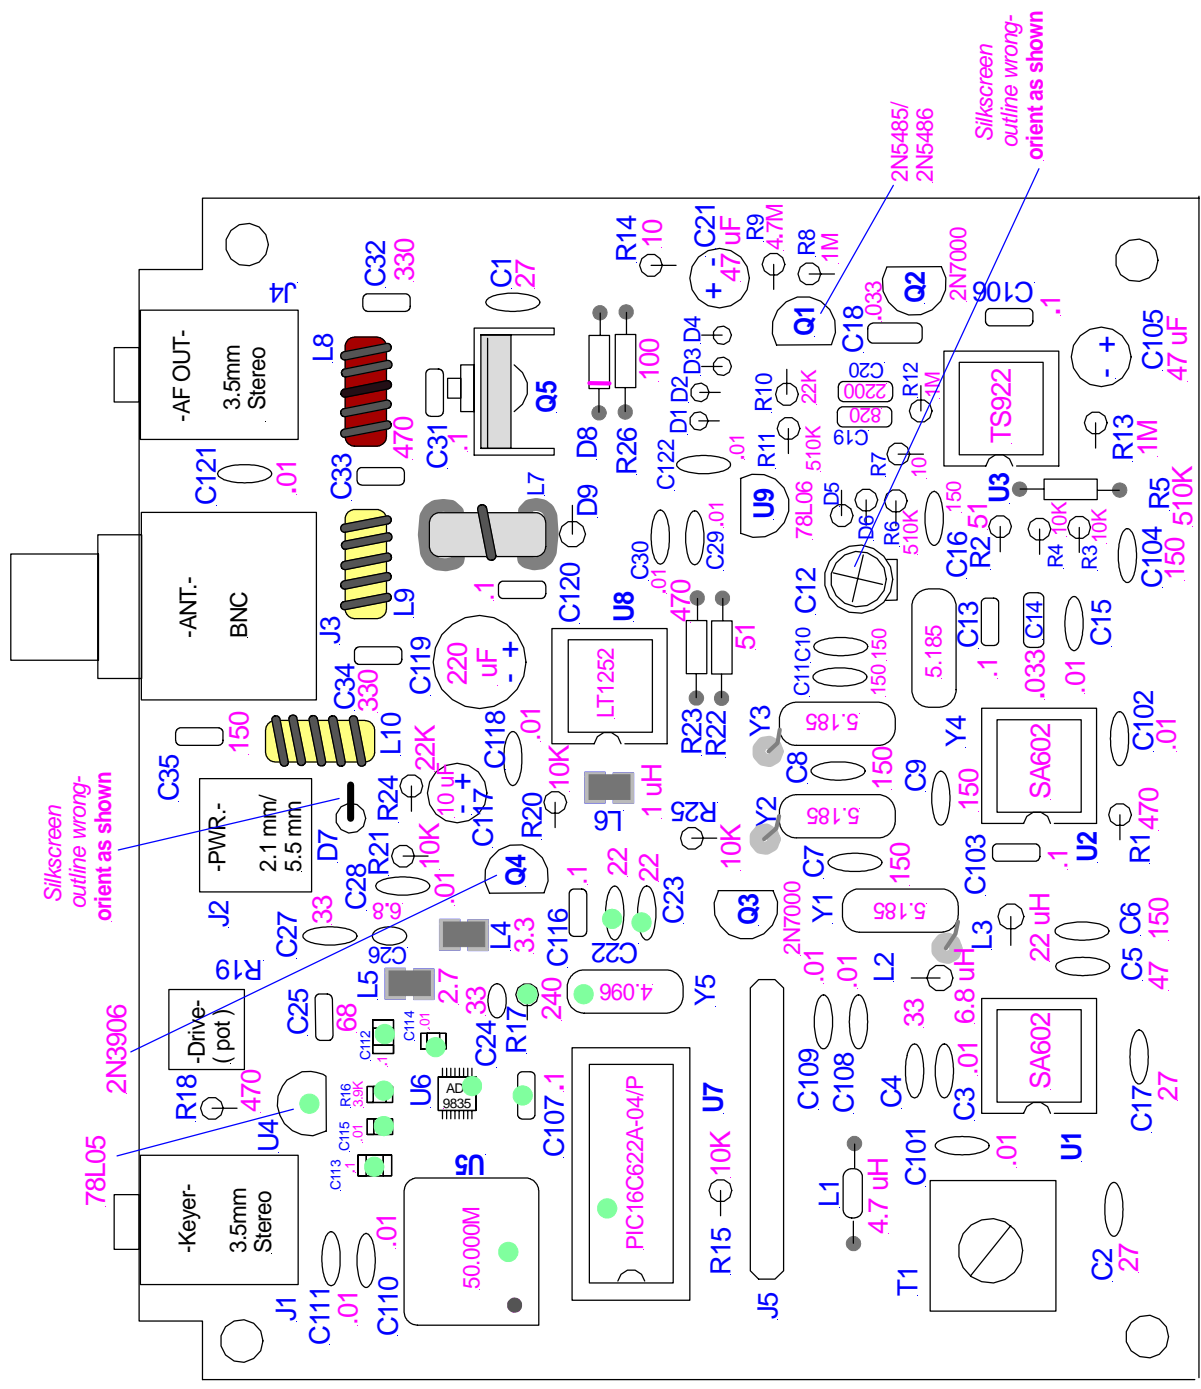 Silkscreen
outline wrong-
orient as shown
2N5485/
2N5486
Silkscreen
outline wrong-
orient as shown
2N3906
78L05
J4
-AF OUT-
3.5mm
Stereo
C32
330
L8
470
C121
.01
C33
C31
.1
C1
27
Q5
R14
10
C21
47 uF
+ -
R9
4.7M
R8
1M
D8
R26
100
D4
D3
D2
D1
C122
.01
Q1
Q2
2N7000
C18
.033
C106
.1
C105
47 uF
- +
R10
22K
R11
510K
C20
2200
820
C19
R12
1M
R7
10
TS922
U3
R13
1M
R5
510K
-ANT.-
BNC
J3
L9
L7
D9
C120
.1
C30
.01
C29
.01
U9
78L06
D5
D6
R6
510K
C16
150
R2
51
R4
10K
R3
10K
C104
150
C12
C34
330
C119
220
uF
- +
U8
LT1252
470
51
R23
R22
C10
C11
150
150
5.185
Y4
C13
.1
C14
.033
C15
.01
C35
150
L10
-PWR.-
2.1 mm/
5.5 mm
J2
D7
R24
22K
10 uF
- +
C117
C118
.01
R20
10K
L6
1 uH
R25
10K
Y3
5.185
C8
150
Y2
5.185
C7
150
C9
150
SA602
U2
C102
.01
R1
470
C103
.1
R21
10K
C28
.01
C27
33
C26
6.8
Q4
L4
3.3
L5
2.7
C116
.1
22
22
C22
C23
Q3
2N7000
Y1
5.185
L3
22 uH
C6
150
C5
47
L2
6.8 uH
R19
-Drive-
( pot )
R18
470
C25
68
C112
.1
C114
.01
C24
33
R17
240
4.096
Y5
C109
.01
C108
.01
C4
33
C3
.01
SA602
U1
C17
27
U4
R16
3.9K
C115
.01
C113
.1
U6
AD
9835
C107
.1
PIC16C622A-04/P
U7
R15
10K
L1
4.7 uH
C101
.01
-Keyer-
3.5mm
Stereo
J1
C111
.01
C110
.01
U5
50.000M
J5
T1
C2
27